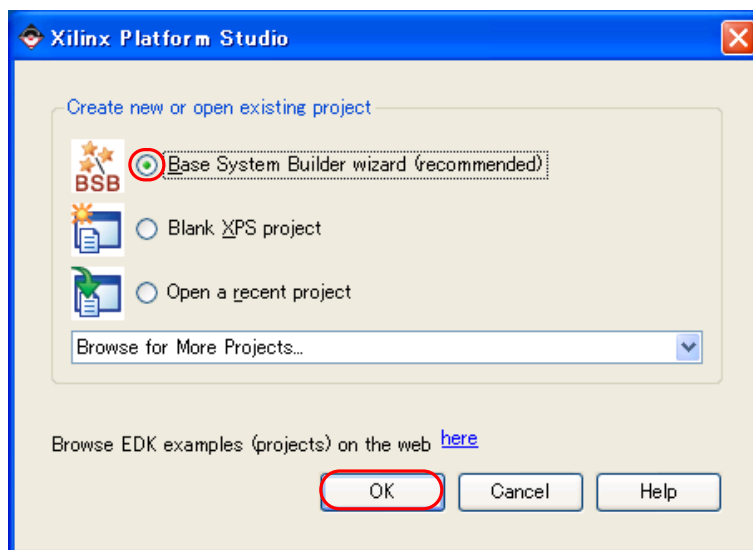 Xilinx Platform Studio
Create new or open existing project
BSB
Base System Builder wizard (recommended)
Blank XPS project
Open a recent project
Browse for More Projects...
Browse EDK examples (projects) on the web here
OK Cancel Help